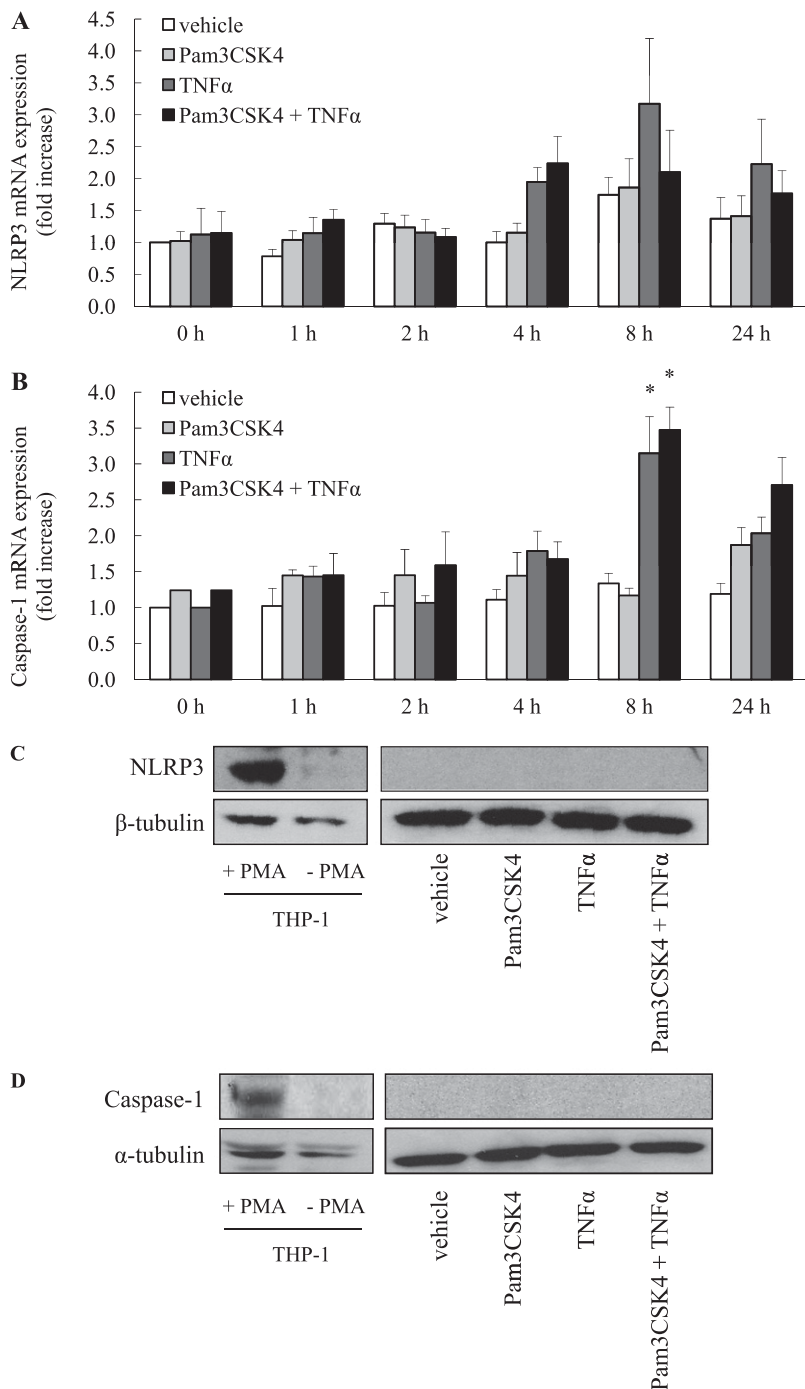 A
NLRP3 mRNA expression
(fold increase)
4.5
4.0
3.5
3.0
2.5
2.0
1.5
1.0
0.5
0.0
vehicle
Pam3CSK4
TNFα
Pam3CSK4 + TNFα
0 h 1 h 2 h 4 h 8 h 24 h
B
Caspase-1 mRNA expression
(fold increase)
4.0
3.5
3.0
2.5
2.0
1.5
1.0
0.5
0.0
vehicle
Pam3CSK4
TNFα
Pam3CSK4 + TNFα
* *
0 h 1 h 2 h 4 h 8 h 24 h
C
NLRP3
β-tubulin
+ PMA - PMA
THP-1
vehicle
Pam3CSK4
TNFα
Pam3CSK4 + TNFα
D
Caspase-1
α-tubulin
+ PMA - PMA
THP-1
vehicle
Pam3CSK4
TNFα
Pam3CSK4 + TNFα